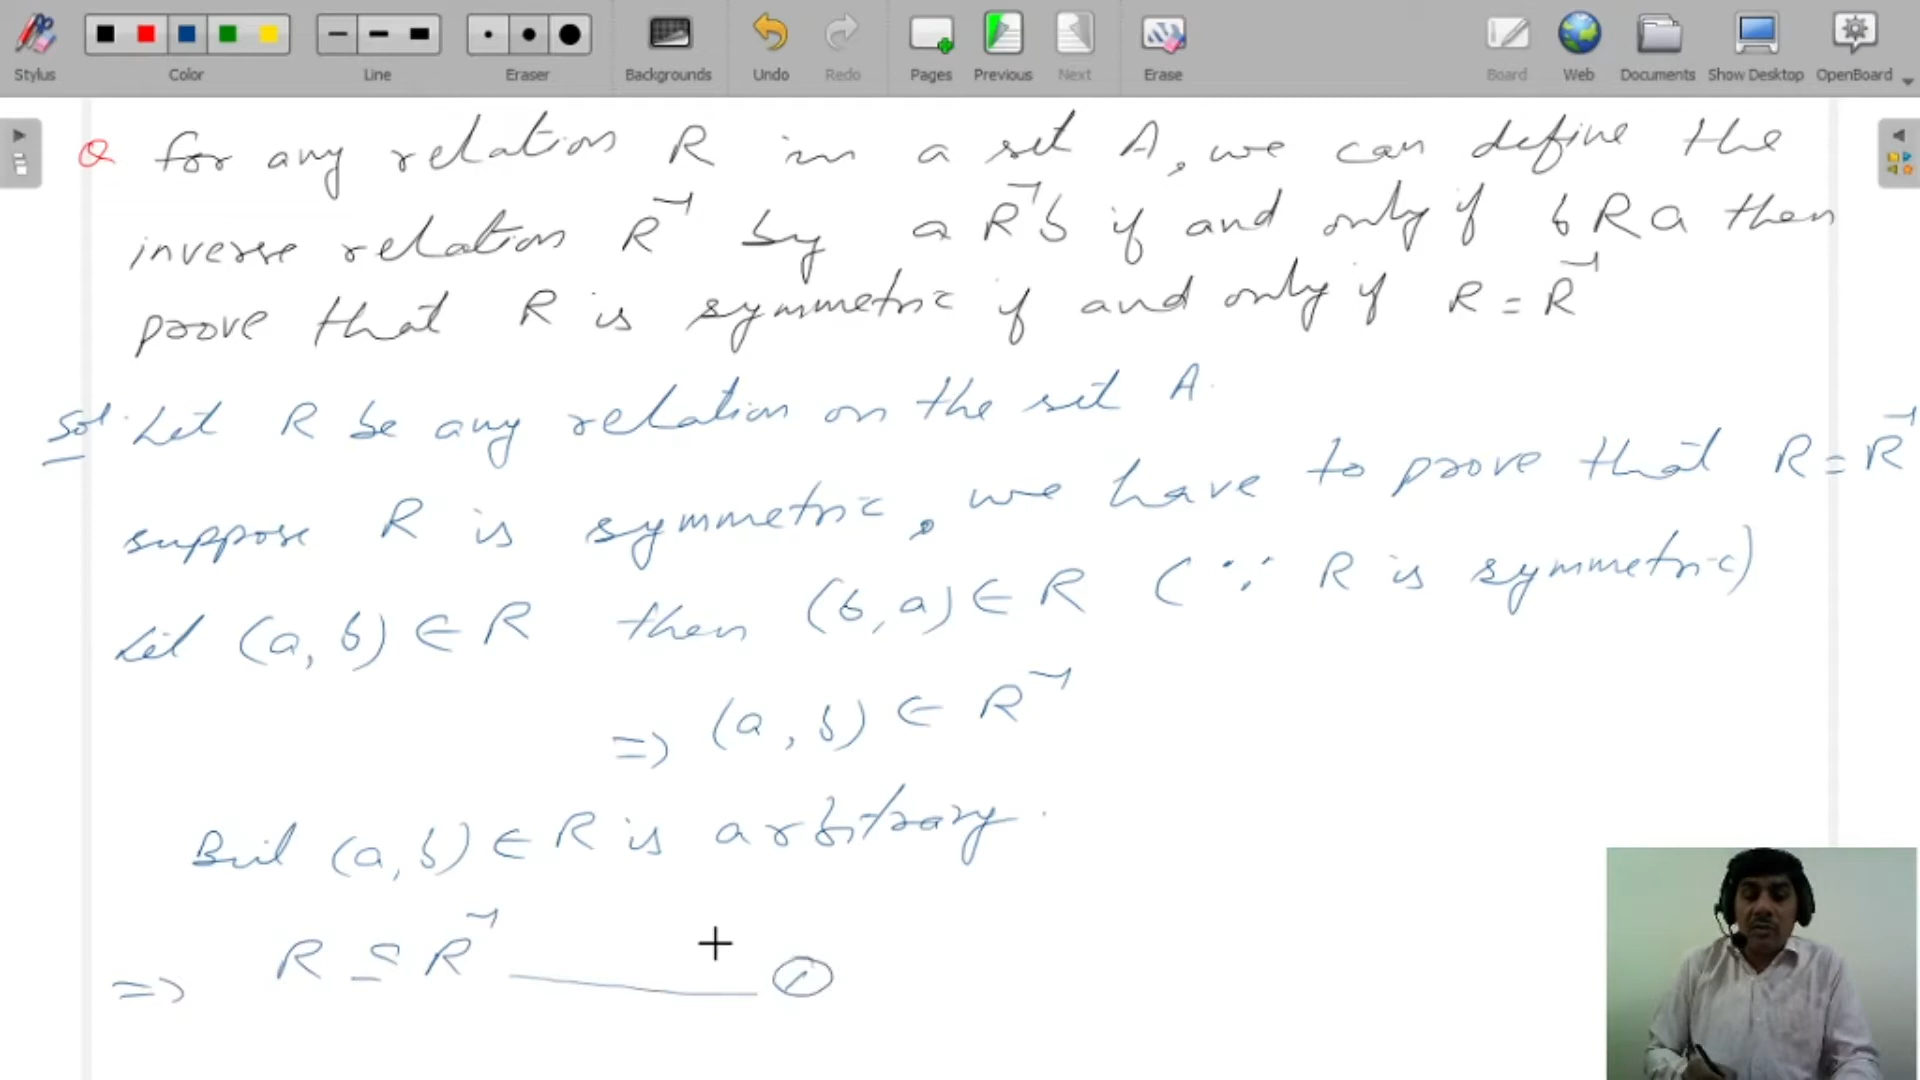 Stylus Color Line Eraser Backgrounds Undo Redo Pages Previous Next Erase Board Web Documents Show Desktop OpenBoard
Q for any relation R in a set A, we can define the
inverse relation R⁻¹ by a R⁻¹ b if and only if b R a then
prove that R is symmetric if and only if R = R⁻¹
Sol. Let R be any relation on the set A.
suppose R is symmetric, we have to prove that R = R⁻¹
Let (a, b) ∈ R then (b, a) ∈ R (∵ R is symmetric)
=> (a, b) ∈ R⁻¹
But (a, b) ∈ R is arbitrary.
=> R ⊆ R⁻¹ ——— ①